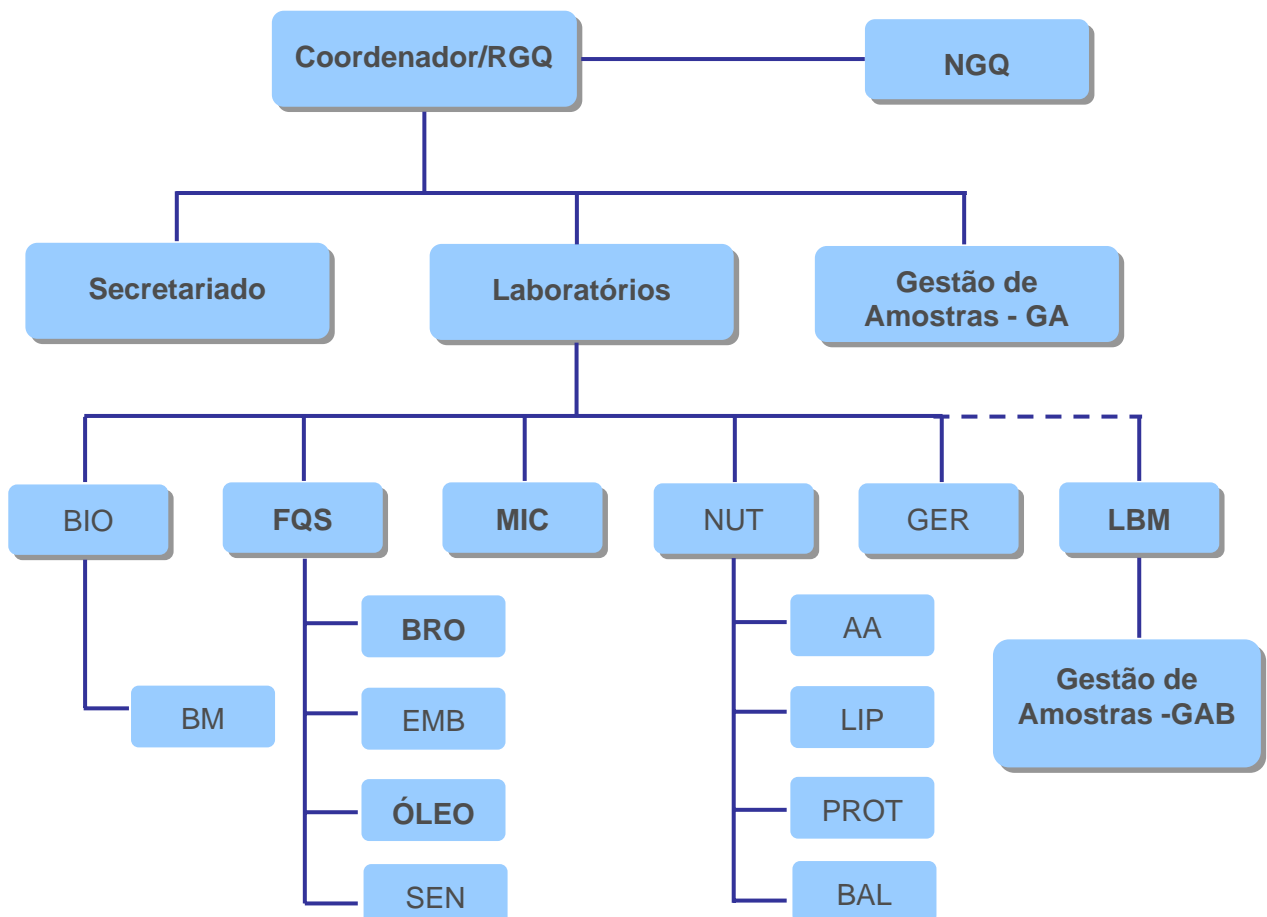 Coordenador/RGQ
NGQ
Secretariado
Laboratórios
Gestão de
Amostras - GA
BIO
FQS
MIC
NUT
GER
LBM
BRO
AA
Gestão de
Amostras -GAB
BM
EMB
LIP
ÓLEO
PROT
SEN
BAL